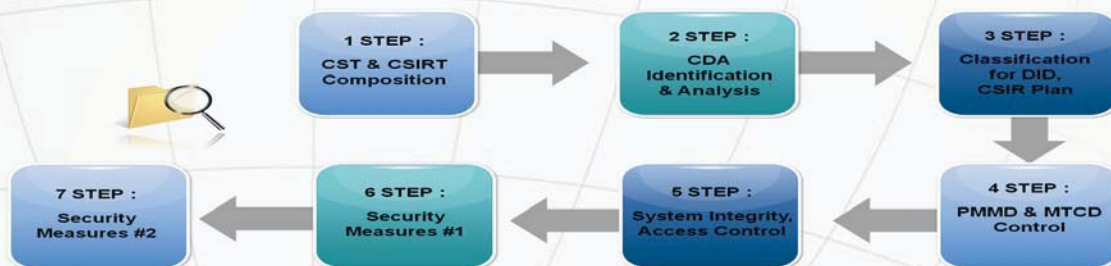 1 STEP :
CST & CSIRT
Composition
2 STEP :
CDA
Identification
& Analysis
3 STEP :
Classification
for DID,
CSIR Plan
4 STEP :
PMMD & MTCD
Control
5 STEP :
System Integrity,
Access Control
6 STEP :
Security
Measures #1
7 STEP :
Security
Measures #2